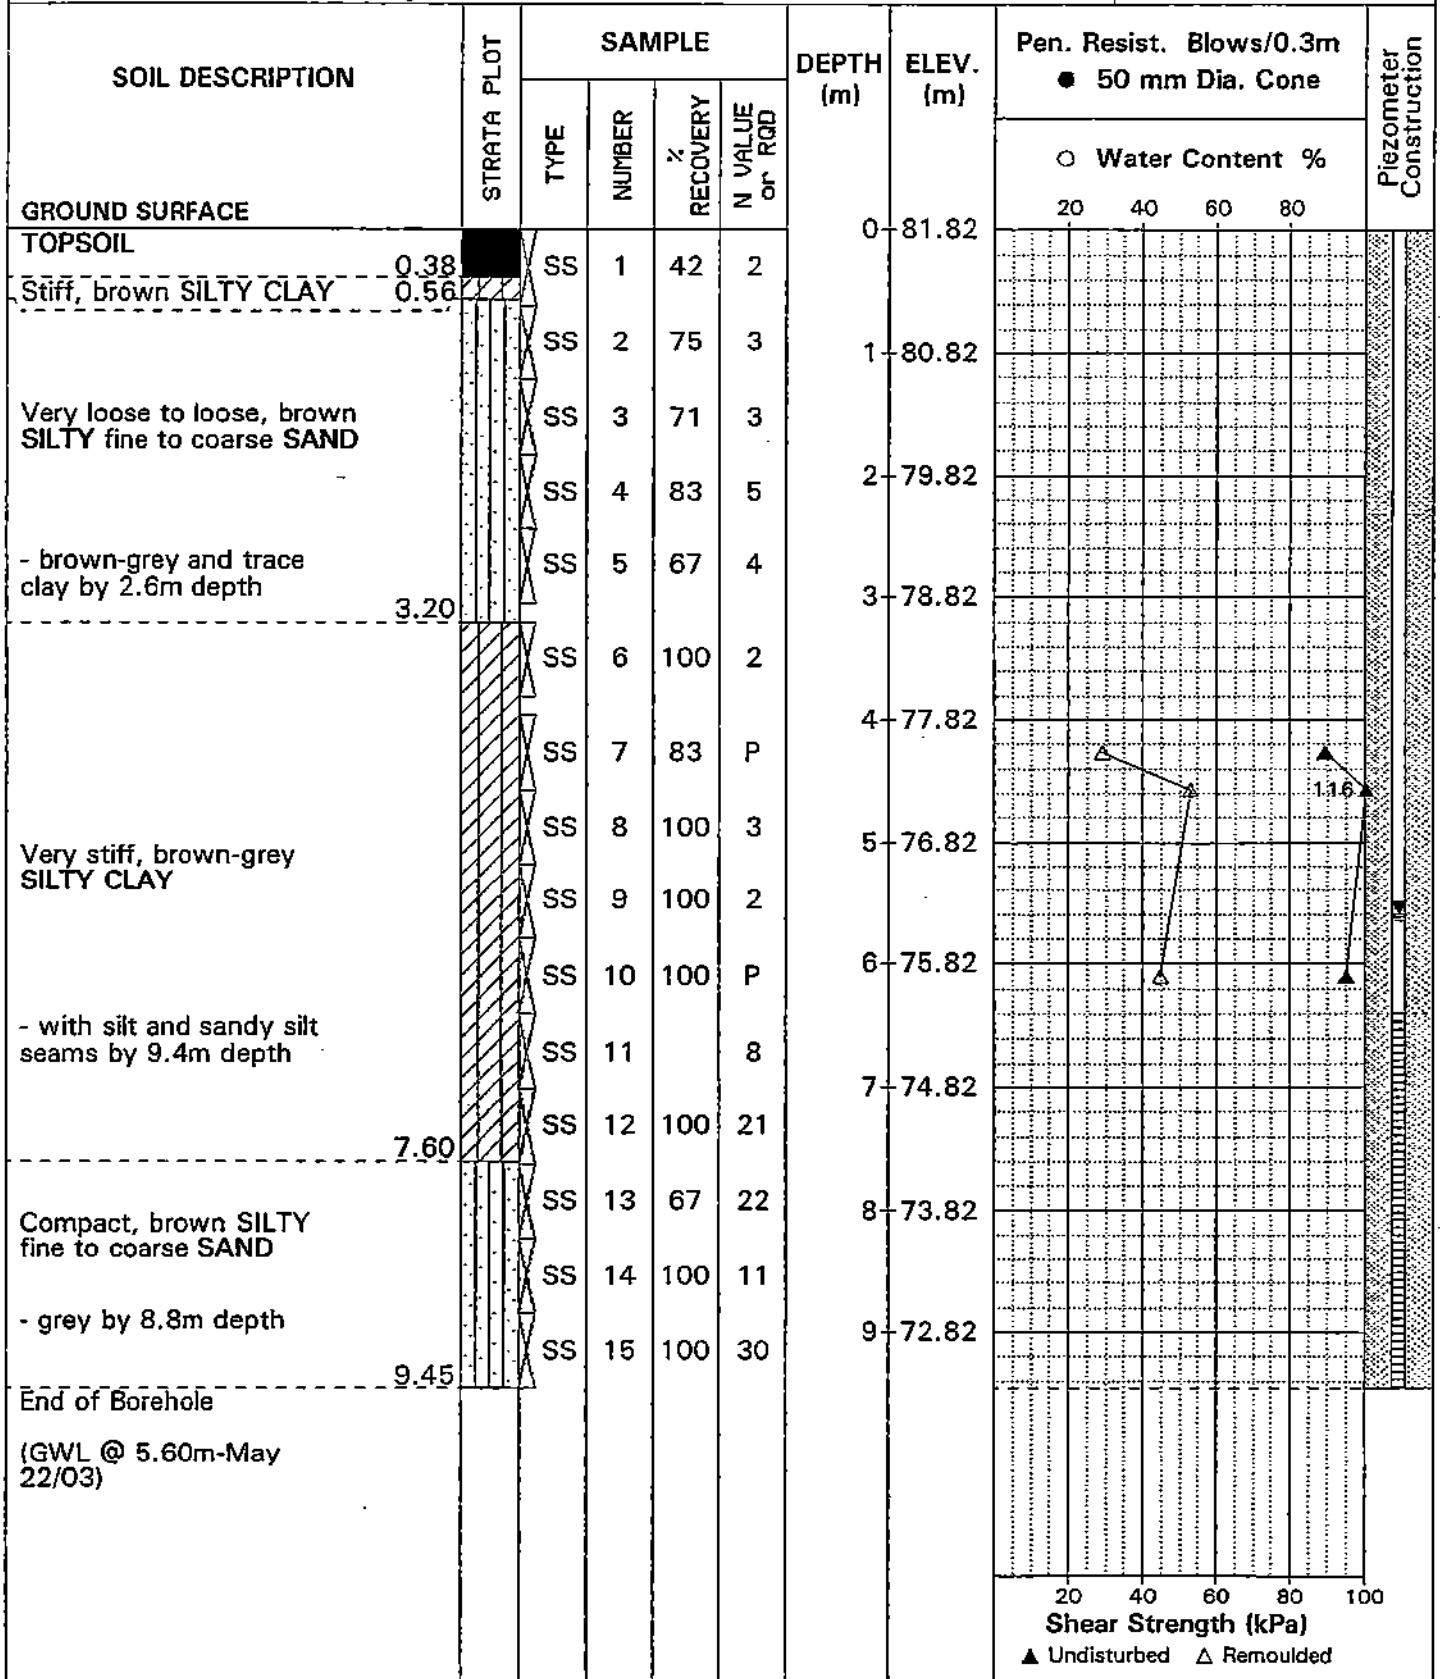 SOIL DESCRIPTION
GROUND SURFACE
STRATA PLOT
SAMPLE
TYPE
NUMBER
% RECOVERY
N VALUE or RQD
DEPTH (m)
ELEV. (m)
Pen. Resist. Blows/0.3m
● 50 mm Dia. Cone
○ Water Content %
20 40 60 80
Piezometer Construction
0 81.82
TOPSOIL
0.38
SS 1 42 2
Stiff, brown SILTY CLAY 0.56
SS 2 75 3
1 80.82
Very loose to loose, brown
SILTY fine to coarse SAND
SS 3 71 3
2 79.82
SS 4 83 5
- brown-grey and trace
clay by 2.6m depth
SS 5 67 4
3 78.82
3.20
SS 6 100 2
4 77.82
SS 7 83 P
116
SS 8 100 3
5 76.82
Very stiff, brown-grey
SILTY CLAY
SS 9 100 2
6 75.82
SS 10 100 P
- with silt and sandy silt
seams by 9.4m depth
SS 11 8
7 74.82
SS 12 100 21
7.60
SS 13 67 22
8 73.82
Compact, brown SILTY
fine to coarse SAND
SS 14 100 11
- grey by 8.8m depth
9 72.82
SS 15 100 30
9.45
End of Borehole
(GWL @ 5.60m-May
22/03)
20 40 60 80 100
Shear Strength (kPa)
▲ Undisturbed △ Remoulded